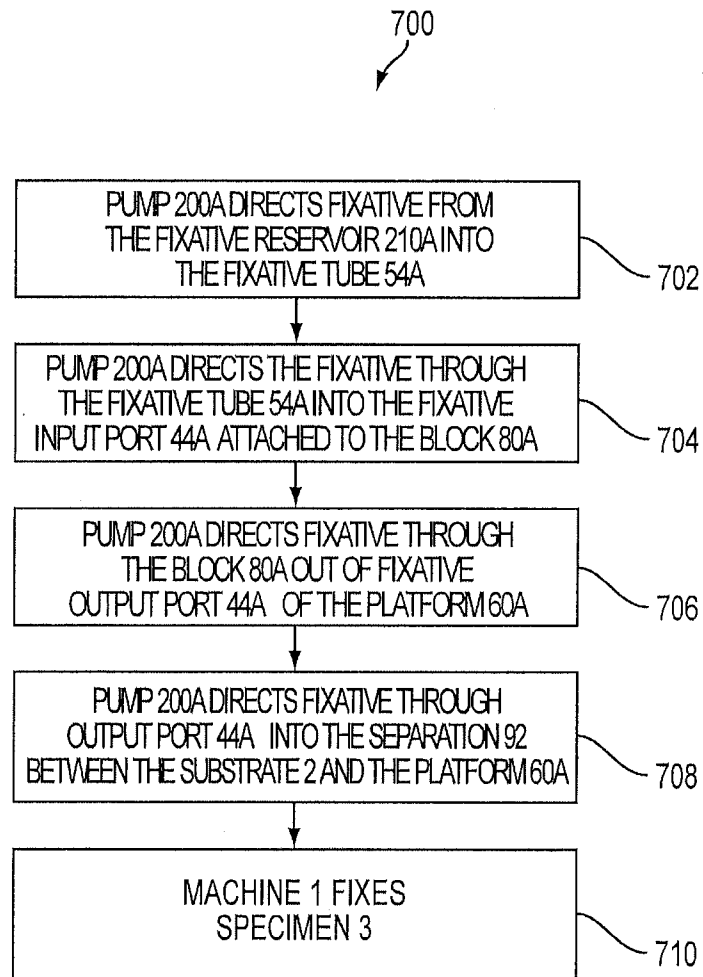 700
PUMP 200A DIRECTS FIXATIVE FROM
THE FIXATIVE RESERVOIR 210A INTO
THE FIXATIVE TUBE 54A
702
PUMP 200A DIRECTS THE FIXATIVE THROUGH
THE FIXATIVE TUBE 54A INTO THE FIXATIVE
INPUT PORT 44A ATTACHED TO THE BLOCK 80A
704
PUMP 200A DIRECTS FIXATIVE THROUGH
THE BLOCK 80A OUT OF FIXATIVE
OUTPUT PORT 44A OF THE PLATFORM 60A
706
PUMP 200A DIRECTS FIXATIVE THROUGH
OUTPUT PORT 44A INTO THE SEPARATION 92
BETWEEN THE SUBSTRATE 2 AND THE PLATFORM 60A
708
MACHINE 1 FIXES
SPECIMEN 3
710